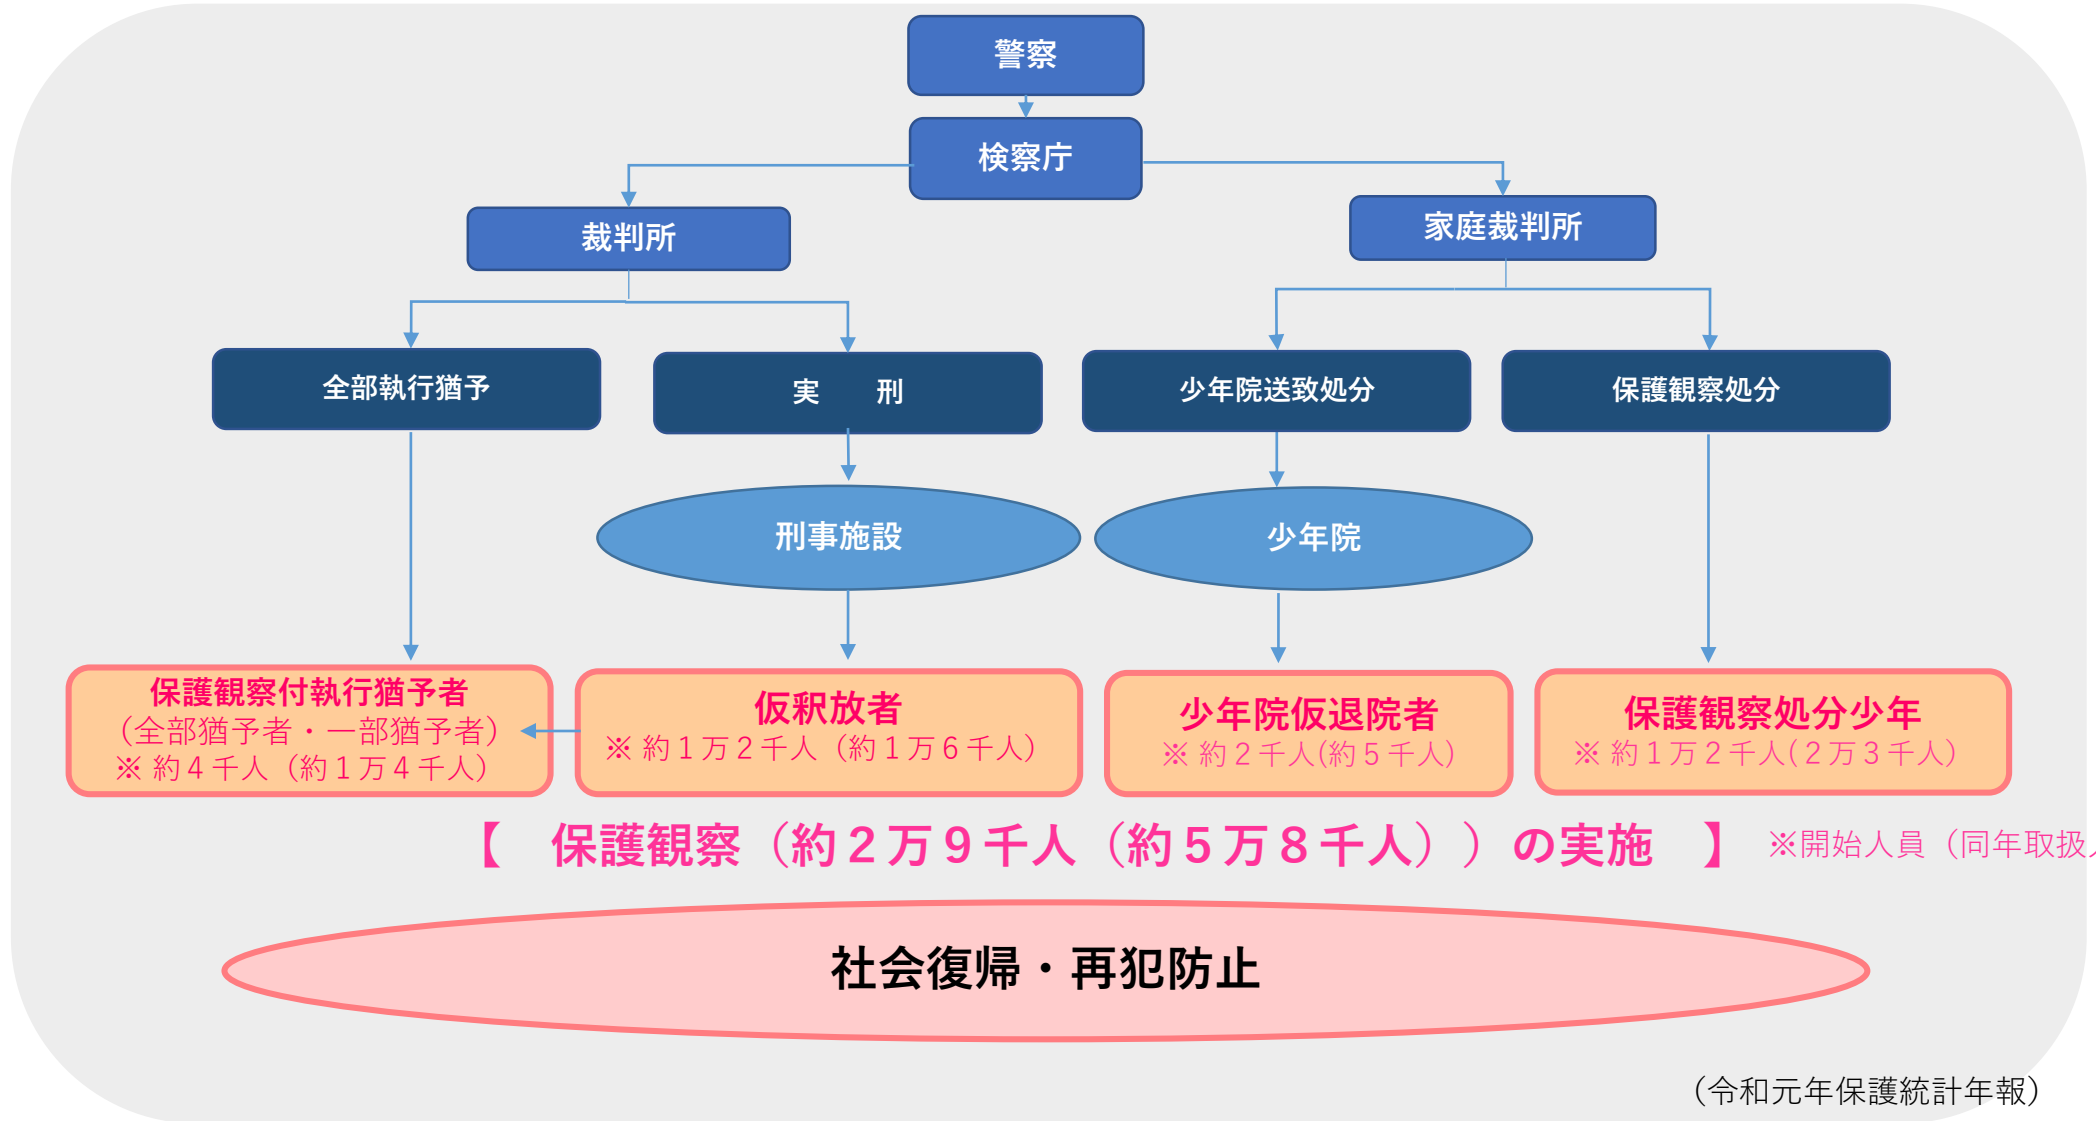 警察
検察庁
裁判所
家庭裁判所
全部執行猶予
実　　刑
少年院送致処分
保護観察処分
刑事施設
少年院
保護観察付執行猶予者
（全部猶予者・一部猶予者）
※ 約４千人（約１万４千人）
仮釈放者
※ 約１万２千人（約１万６千人）
少年院仮退院者
※ 約２千人(約５千人)
保護観察処分少年
※ 約１万２千人(２万３千人)
【　保護観察（約２万９千人（約５万８千人））の実施　】
※開始人員（同年取扱
社会復帰・再犯防止
（令和元年保護統計年報）